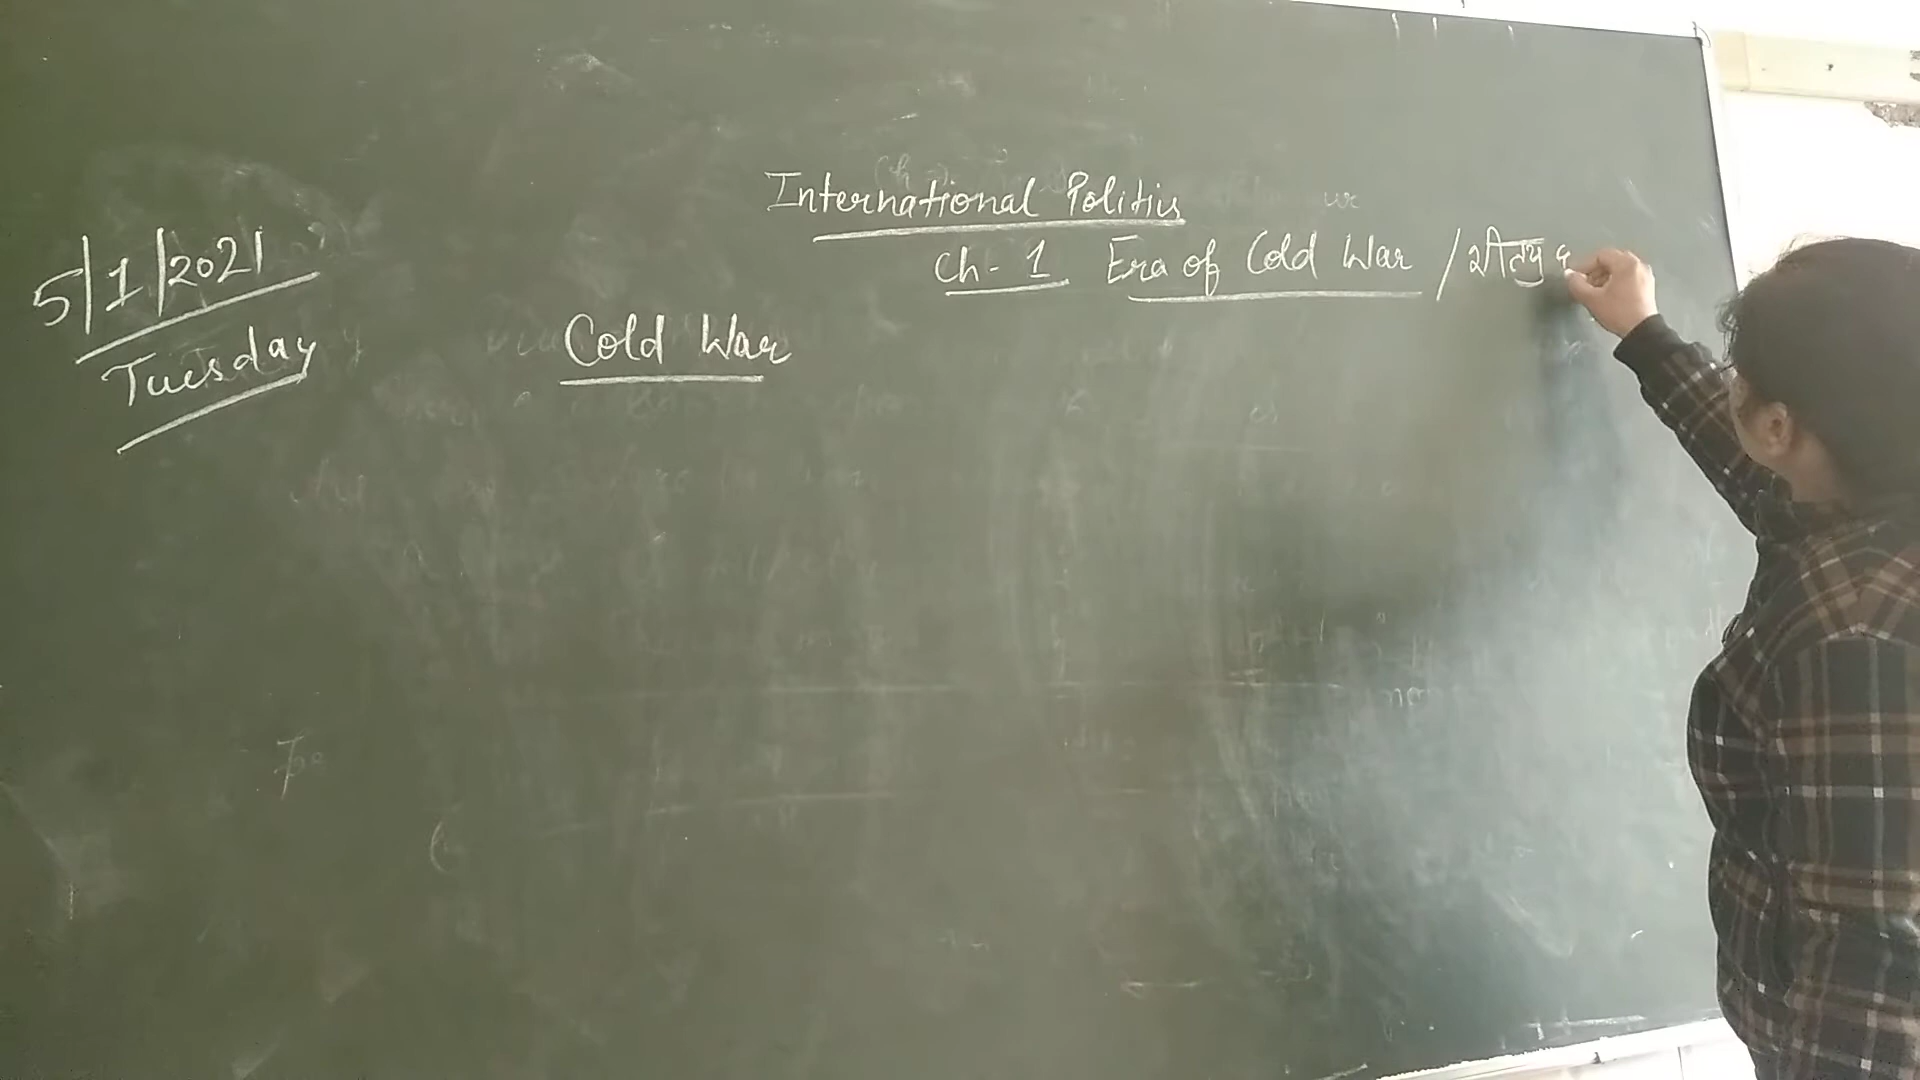 International Politics
5/1/2021
Tuesday
Ch - 1 Era of Cold War / शीतयु
Cold War